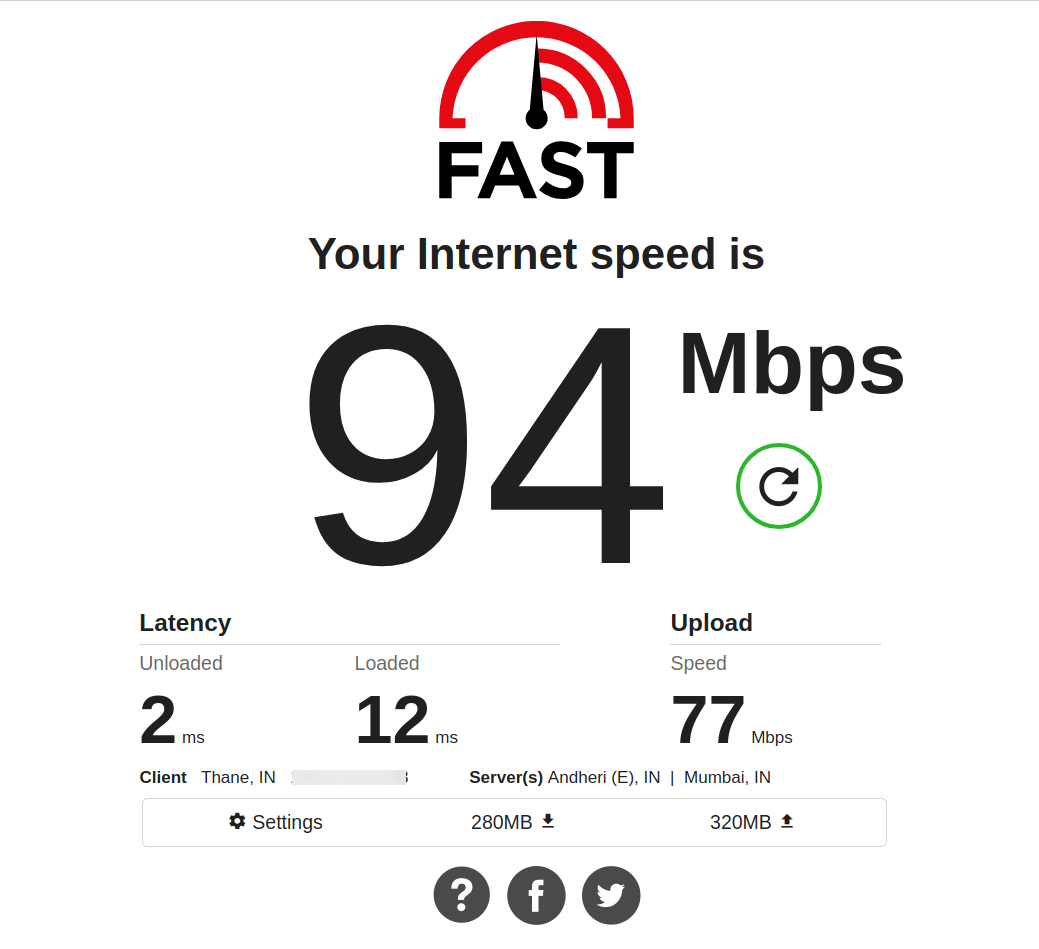 FAST
Your Internet speed is
94 Mbps
Latency
Upload
Unloaded
Loaded
Speed
2 ms
12 ms
77 Mbps
Client Thane, IN
Server(s) Andheri (E), IN | Mumbai, IN
Settings
280MB
320MB